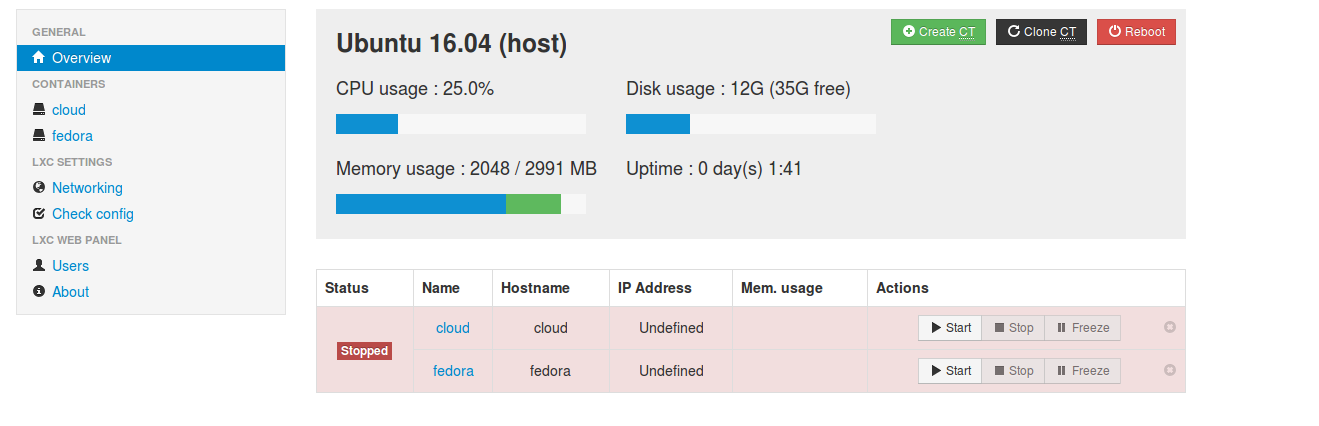 GENERAL
Overview
CONTAINERS
cloud
fedora
LXC SETTINGS
Networking
Check config
LXC WEB PANEL
Users
About
Ubuntu 16.04 (host)
Create CT Clone CT Reboot
CPU usage : 25.0% Disk usage : 12G (35G free)
Memory usage : 2048 / 2991 MB Uptime : 0 day(s) 1:41
Status Name Hostname IP Address Mem. usage Actions
cloud cloud Undefined Start Stop Freeze
Stopped
fedora fedora Undefined Start Stop Freeze